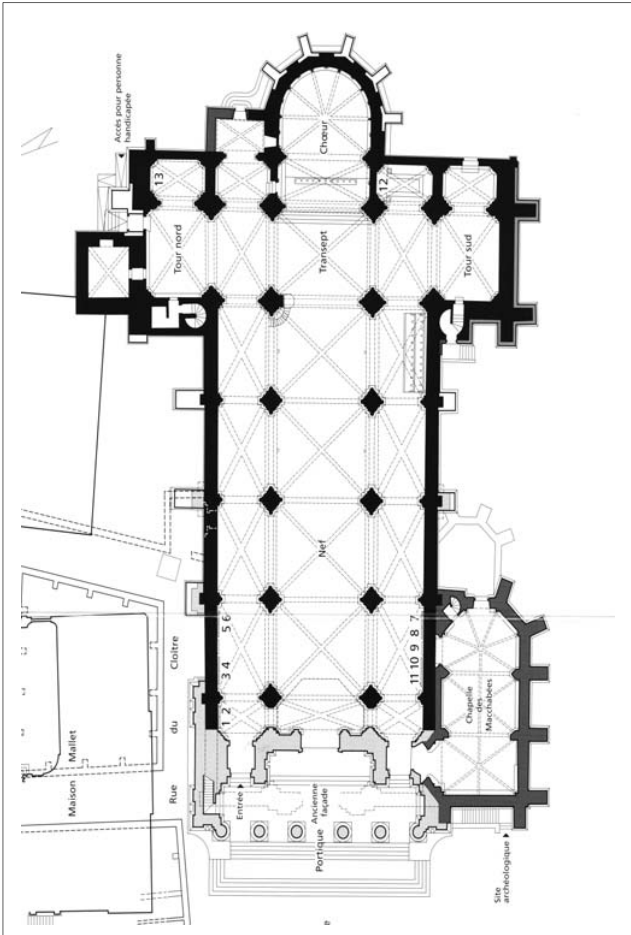 Accès pour personne
handicapée
Chœur
13
12
Tour nord
Transept
Tour sud
Nef
Maison Mallet
Rue du Cloître
1 2 3 4 5 6
11 10 9 8 7
Chapelle
des
Macchabées
Entrée
Ancienne
façade
Portique
Site
archéologique